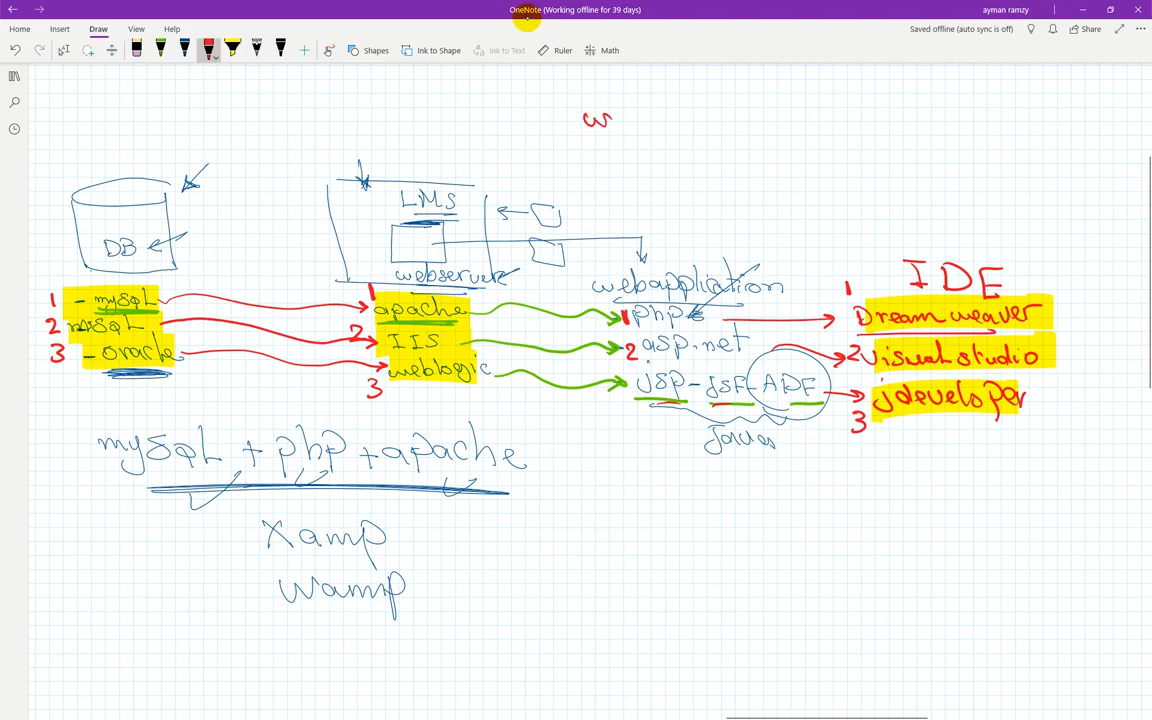 OneNote (Working offline for 39 days)
ayman ramzy
Home Insert Draw View Help
Saved offline (auto sync is off) Share
Shapes Ink to Shape Ink to Text Ruler Math
w
LMS
DB
webserver
webapplication
IDE
1 - mySQL 1 apache 1 php 1 Dreamweaver
2 mySQL 2 IIS 2 - asp.net 2 visual studio
3 - oracle 3 weblogic JSP - JSF - ADF 3 jdeveloper
mySQL + php + apache
Xamp
wamp